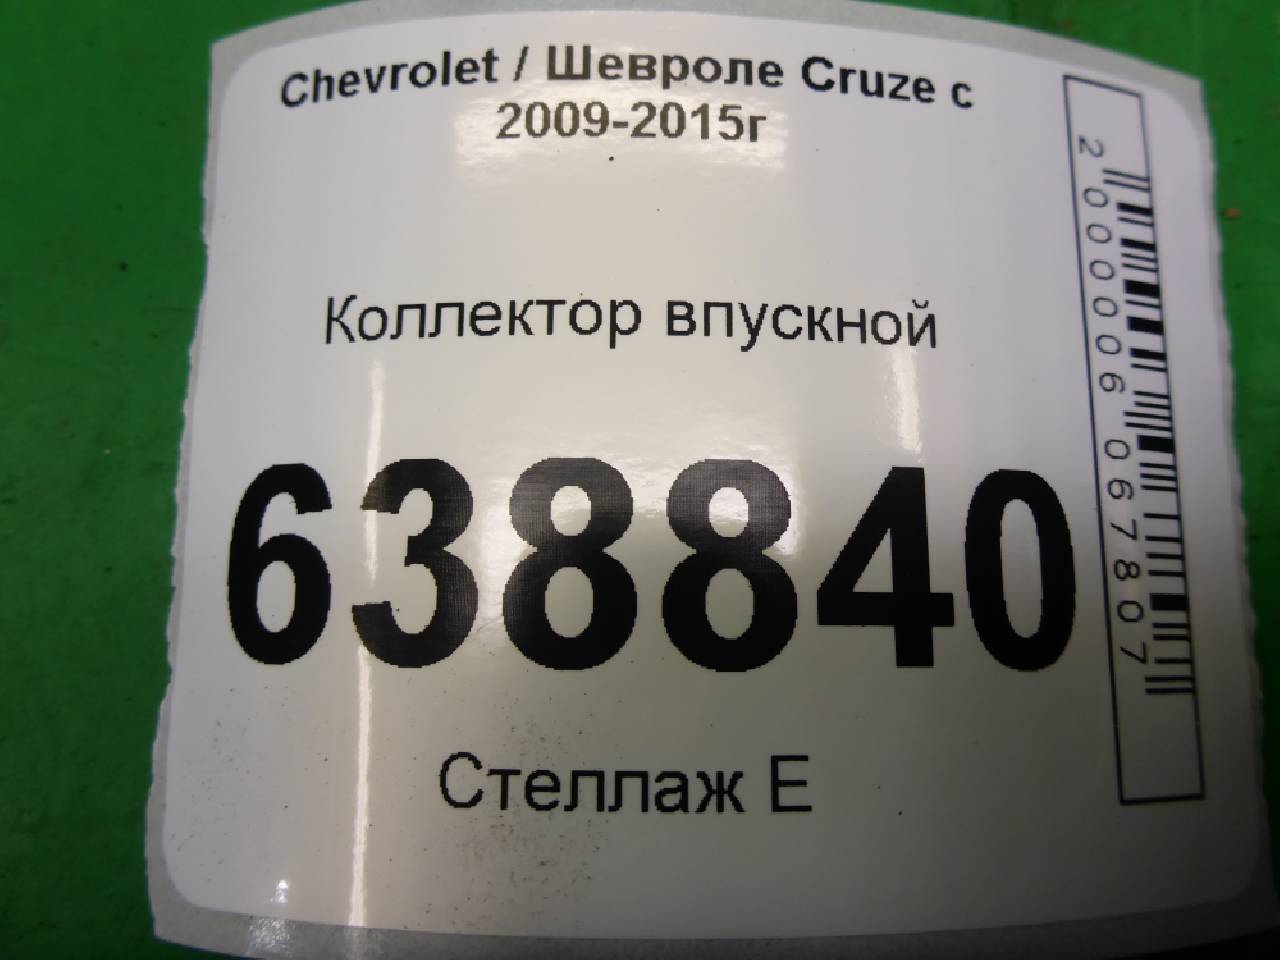 Chevrolet / Шевроле Cruze с
2009-2015г
Коллектор впускной
638840
Стеллаж Е
2000006067807